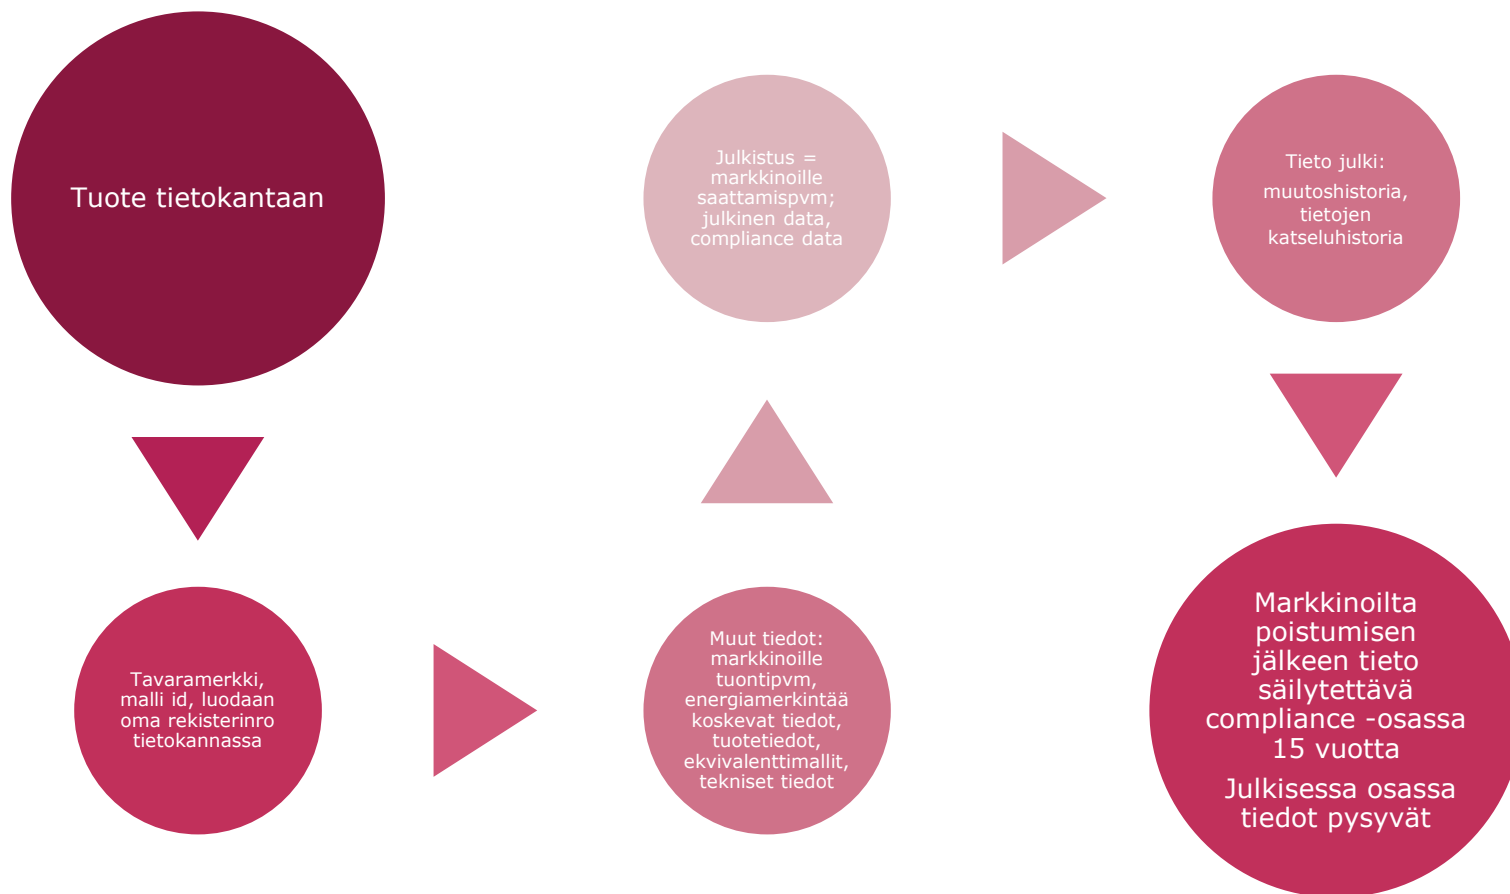 Tuote tietokantaan
Tavaramerkki,
malli id, luodaan
oma rekisterinro
tietokannassa
Muut tiedot:
markkinoille
tuontipvm,
energiamerkintää
koskevat tiedot,
tuotetiedot,
ekvivalenttimallit,
tekniset tiedot
Julkistus =
markkinoille
saattamispvm;
julkinen data,
compliance data
Tieto julki:
muutoshistoria,
tietojen
katseluhistoria
Markkinoilta
poistumisen
jälkeen tieto
säilytettävä
compliance -osassa
15 vuotta
Julkisessa osassa
tiedot pysyvät